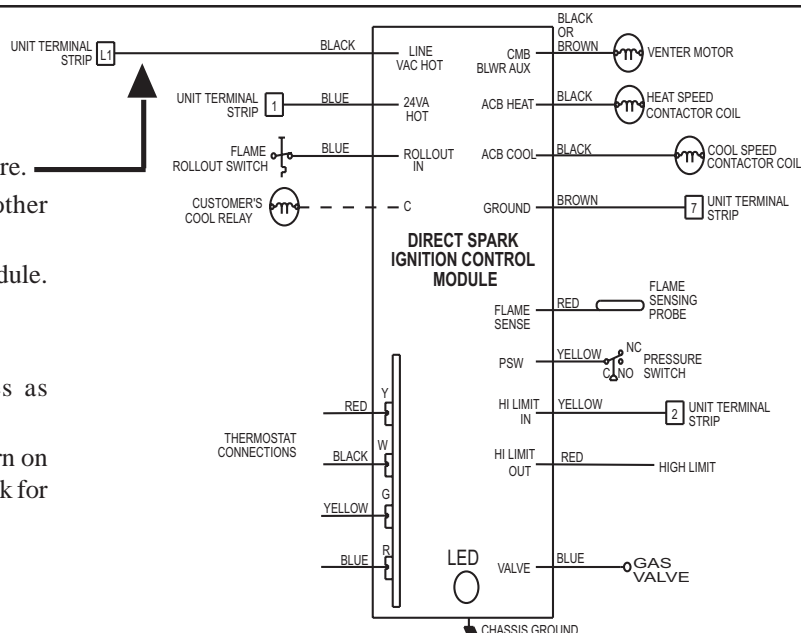 re.
other
dule.
s as
rn on
k for
UNIT TERMINAL
STRIP
L1
BLACK
LINE
VAC HOT
UNIT TERMINAL
STRIP
1
BLUE
24VA
HOT
FLAME
ROLLOUT SWITCH
BLUE
ROLLOUT
IN
CUSTOMER'S
COOL RELAY
C
BLACK
OR
BROWN
CMB
BLWR AUX
VENTER MOTOR
ACB HEAT
BLACK
HEAT SPEED
CONTACTOR COIL
ACB COOL
BLACK
COOL SPEED
CONTACTOR COIL
GROUND
BROWN
7
UNIT TERMINAL
STRIP
DIRECT SPARK
IGNITION CONTROL
MODULE
FLAME
SENSE
RED
FLAME
SENSING
PROBE
PSW
YELLOW
NC
C
NO
PRESSURE
SWITCH
HI LIMIT
IN
YELLOW
2
UNIT TERMINAL
STRIP
HI LIMIT
OUT
RED
HIGH LIMIT
THERMOSTAT
CONNECTIONS
RED
Y
BLACK
W
YELLOW
G
BLUE
R
LED
VALVE
BLUE
GAS
VALVE
CHASSIS GROUND